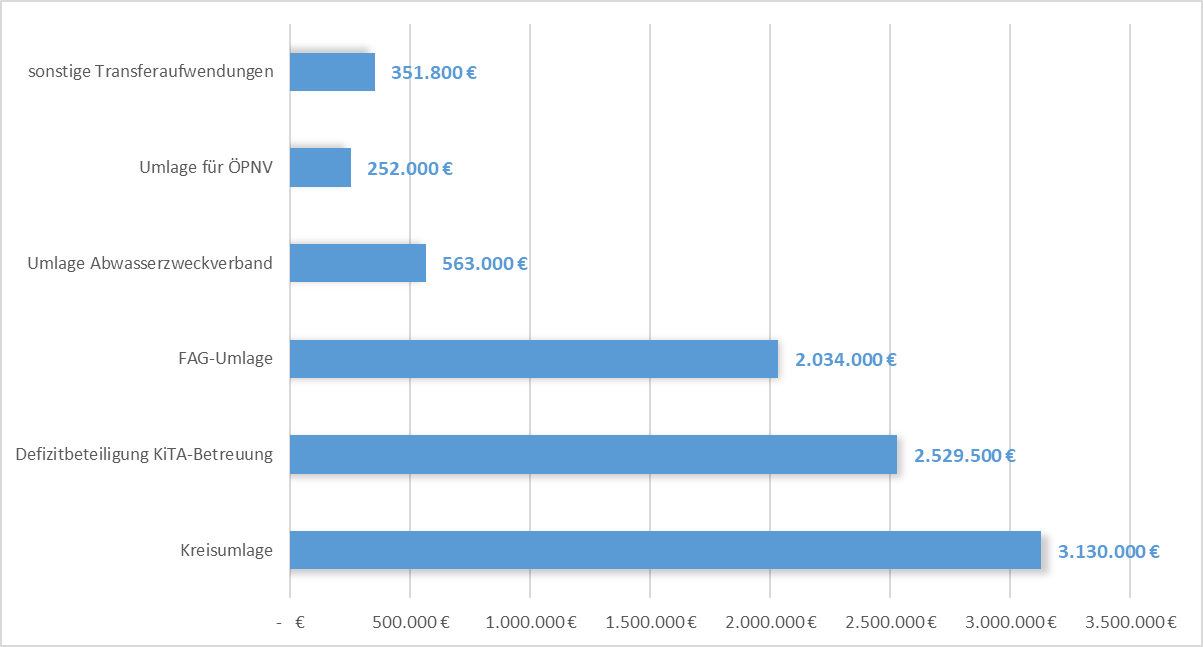 sonstige Transferaufwendungen 351.800 €
Umlage für ÖPNV 252.000 €
Umlage Abwasserzweckverband 563.000 €
FAG-Umlage 2.034.000 €
Defizitbeteiligung KiTA-Betreuung 2.529.500 €
Kreisumlage 3.130.000 €
- € 500.000 € 1.000.000 € 1.500.000 € 2.000.000 € 2.500.000 € 3.000.000 € 3.500.000 €